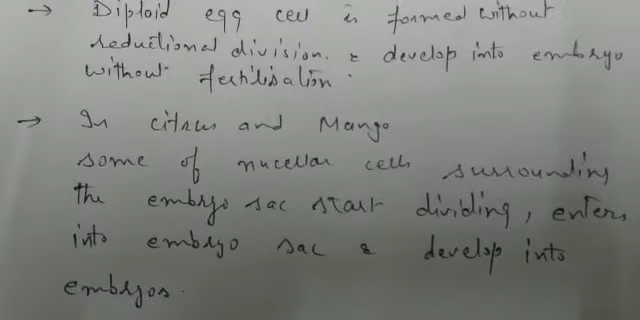 → Diploid egg cell is formed without
reductional division. & develop into embryo
without fertilisation.
→ In citrus and Mango
some of nucellar cells surrounding
the embryo sac start dividing, enters
into embryo sac & develop into
embryos.